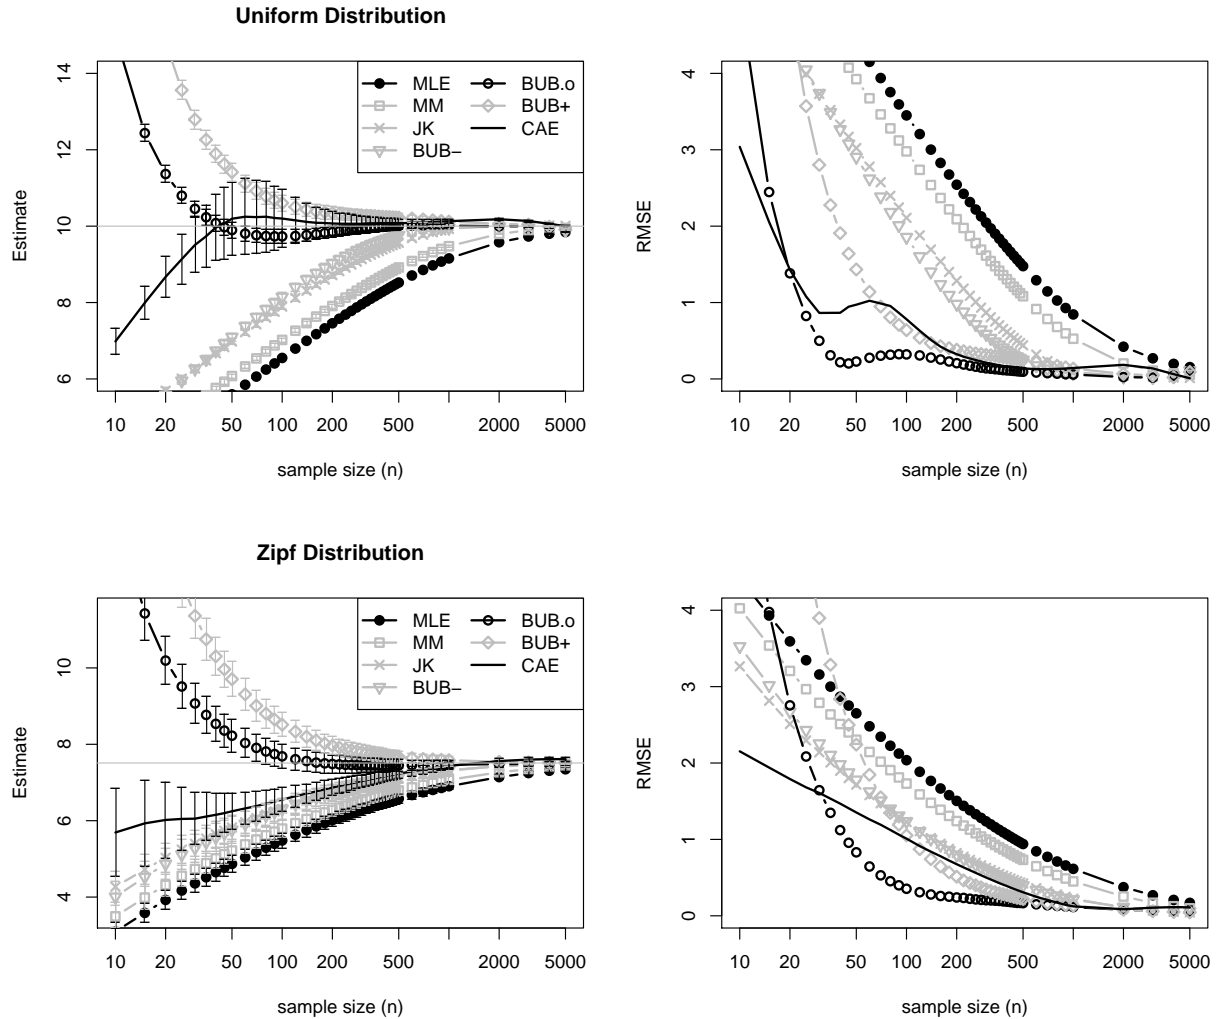 Uniform Distribution
Estimate
14
12
10
8
6
MLE
MM
JK
BUB−
BUB.o
BUB+
CAE
10 20 50 100 200 500 2000 5000
sample size (n)
RMSE
4
3
2
1
0
10 20 50 100 200 500 2000 5000
sample size (n)
Zipf Distribution
Estimate
10
8
6
4
MLE
MM
JK
BUB−
BUB.o
BUB+
CAE
10 20 50 100 200 500 2000 5000
sample size (n)
RMSE
4
3
2
1
0
10 20 50 100 200 500 2000 5000
sample size (n)